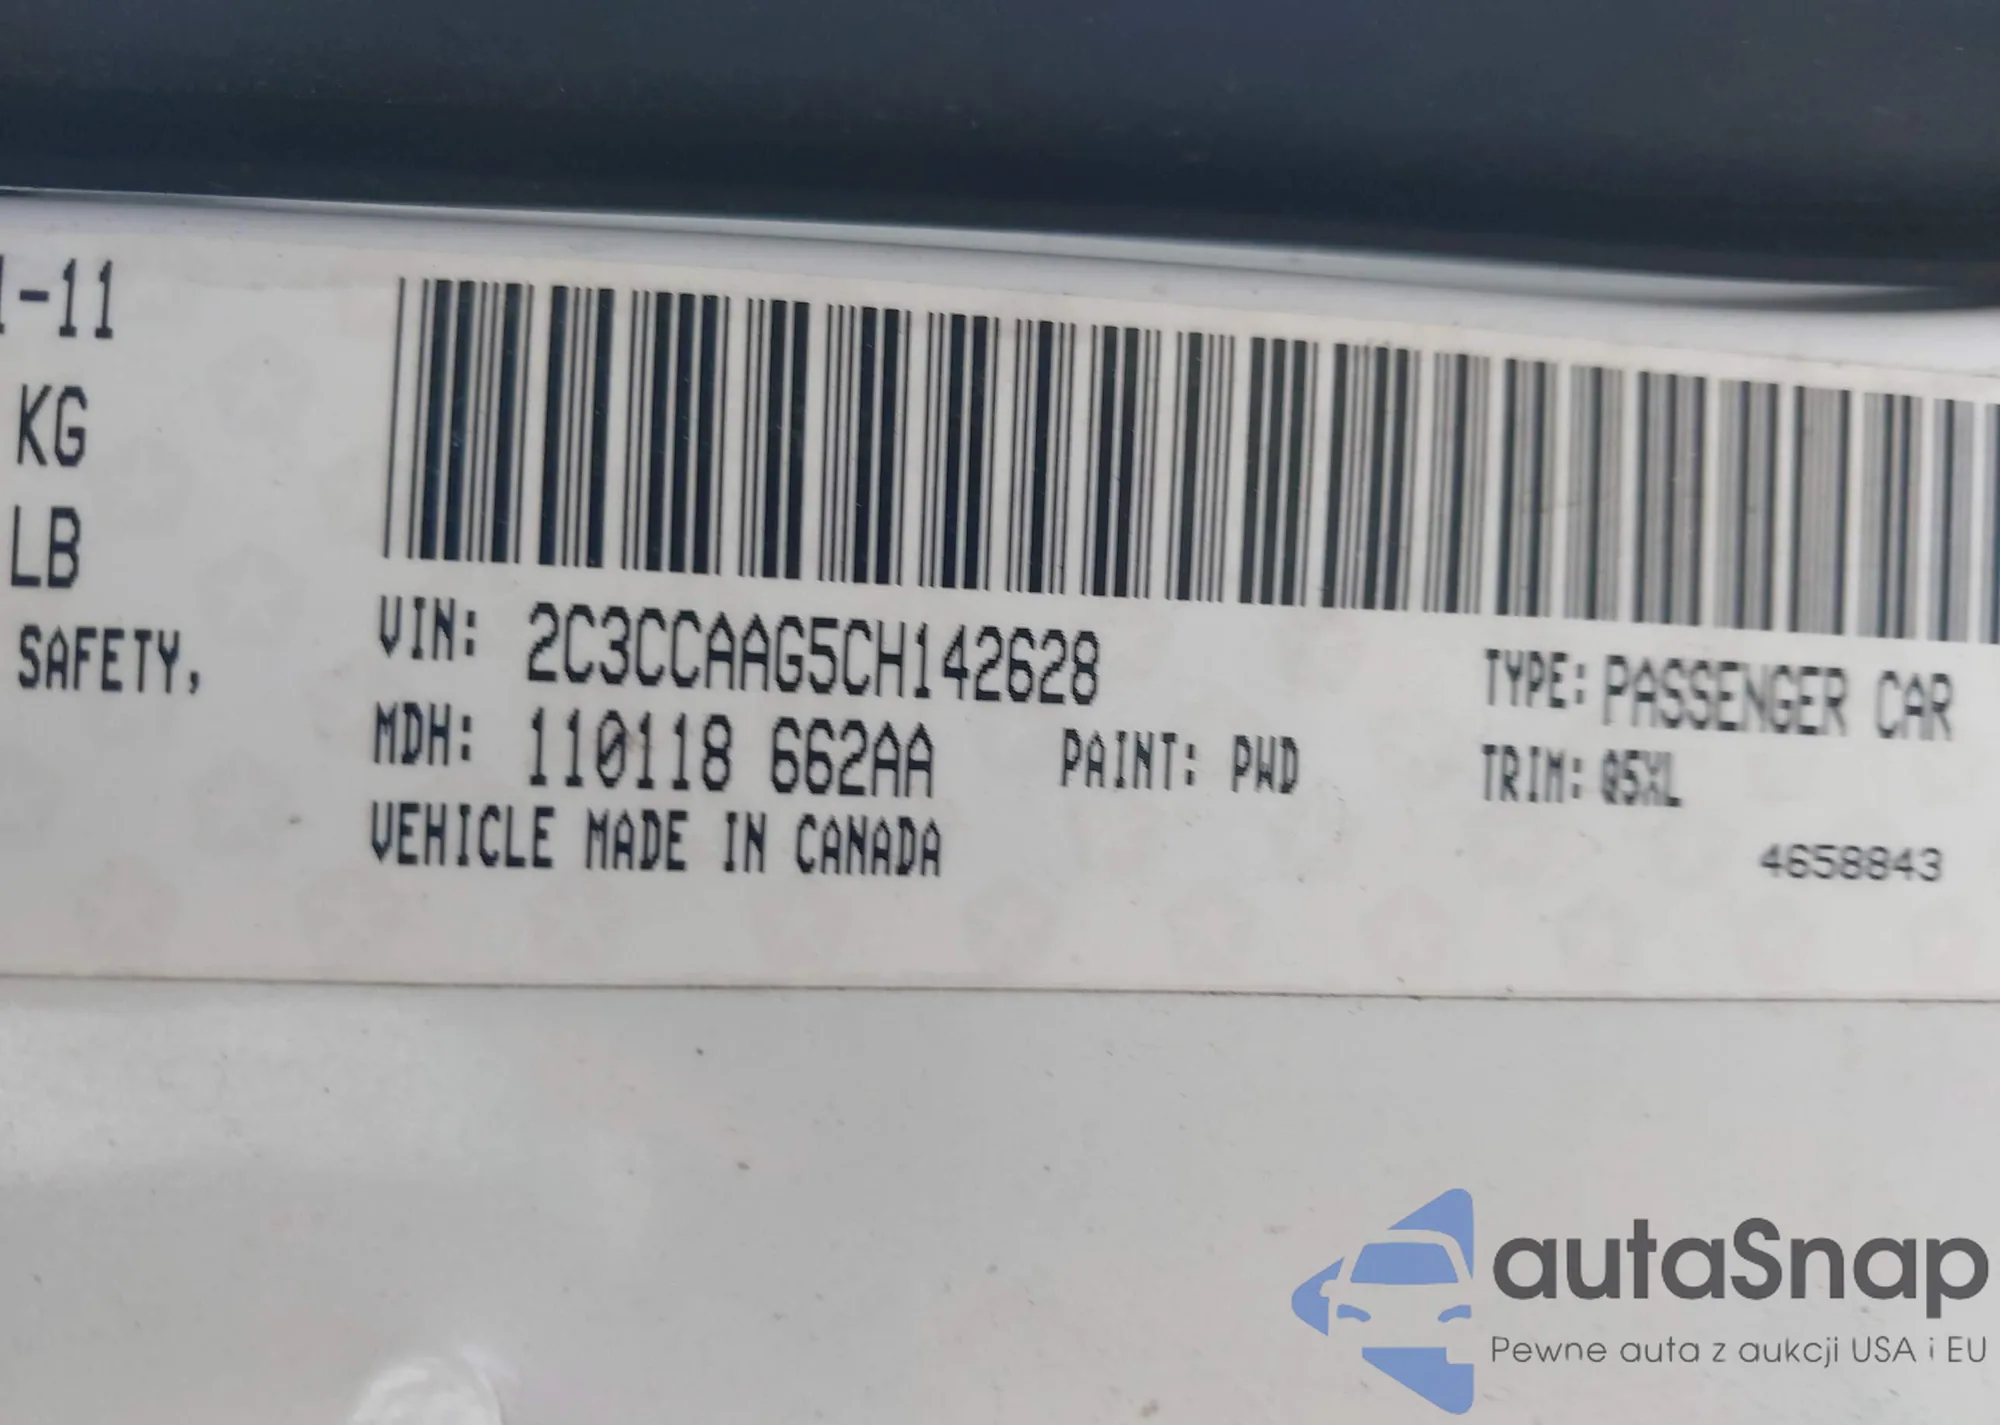 1-11
KG
LB
SAFETY,
VIN: 2C3CCAAG5CH142628
TYPE: PASSENGER CAR
MDH: 110118 662AA
PAINT: PWD
TRIM: Q5XL
VEHICLE MADE IN CANADA
4658843
autaSnap
Pewne auta z aukcji USA i EU